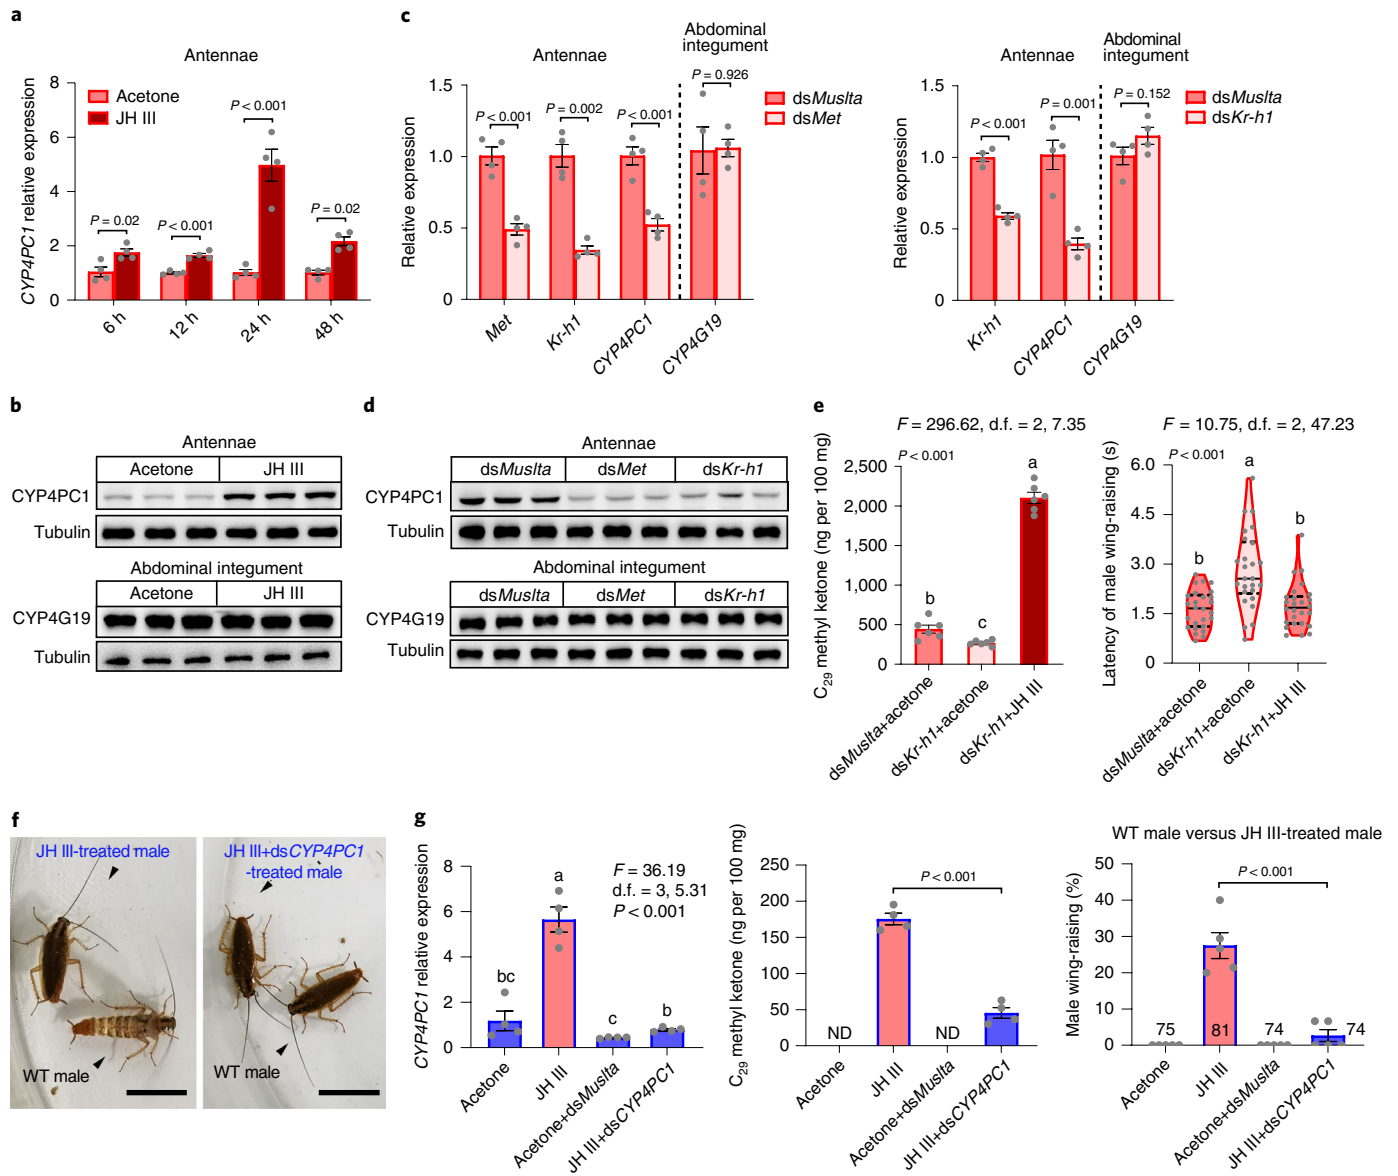 a
Antennae
CYP4PC1 relative expression
8
6
4
2
0
Acetone
JH III
P = 0.02
P < 0.001
P < 0.001
P = 0.02
6 h
12 h
24 h
48 h
c
Antennae
Abdominal integument
Relative expression
1.5
1.0
0.5
0
P < 0.001
P = 0.002
P < 0.001
P = 0.926
dsMuslta
dsMet
Met
Kr-h1
CYP4PC1
CYP4G19
Antennae
Abdominal integument
Relative expression
1.5
1.0
0.5
0
P < 0.001
P = 0.001
P = 0.152
dsMuslta
dsKr-h1
Kr-h1
CYP4PC1
CYP4G19
b
Antennae
Acetone
JH III
CYP4PC1
Tubulin
Abdominal integument
Acetone
JH III
CYP4G19
Tubulin
d
Antennae
dsMuslta
dsMet
dsKr-h1
CYP4PC1
Tubulin
Abdominal integument
dsMuslta
dsMet
dsKr-h1
CYP4G19
Tubulin
e
F = 296.62, d.f. = 2, 7.35
P < 0.001
C29 methyl ketone (ng per 100 mg)
2,500
2,000
1,500
1,000
500
0
b
c
a
dsMuslta+acetone
dsKr-h1+acetone
dsKr-h1+JH III
F = 10.75, d.f. = 2, 47.23
P < 0.001
Latency of male wing-raising (s)
6.0
4.5
3.0
1.5
0
b
a
b
dsMuslta+acetone
dsKr-h1+acetone
dsKr-h1+JH III
f
JH III-treated male
WT male
JH III+dsCYP4PC1
-treated male
WT male
g
CYP4PC1 relative expression
8
6
4
2
0
F = 36.19
d.f. = 3, 5.31
P < 0.001
bc
a
c
b
Acetone
JH III
Acetone+dsMuslta
JH III+dsCYP4PC1
C29 methyl ketone (ng per 100 mg)
250
200
150
100
50
0
P < 0.001
ND
ND
Acetone
JH III
Acetone+dsMuslta
JH III+dsCYP4PC1
WT male versus JH III-treated male
Male wing-raising (%)
50
40
30
20
10
0
P < 0.001
75
81
74
74
Acetone
JH III
Acetone+dsMuslta
JH III+dsCYP4PC1